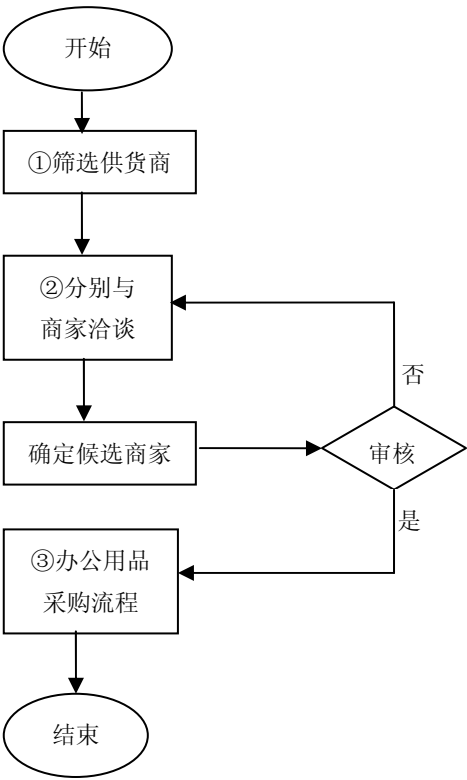 开始
①筛选供货商
②分别与
商家洽谈
否
确定候选商家
审核
是
③办公用品
采购流程
结束